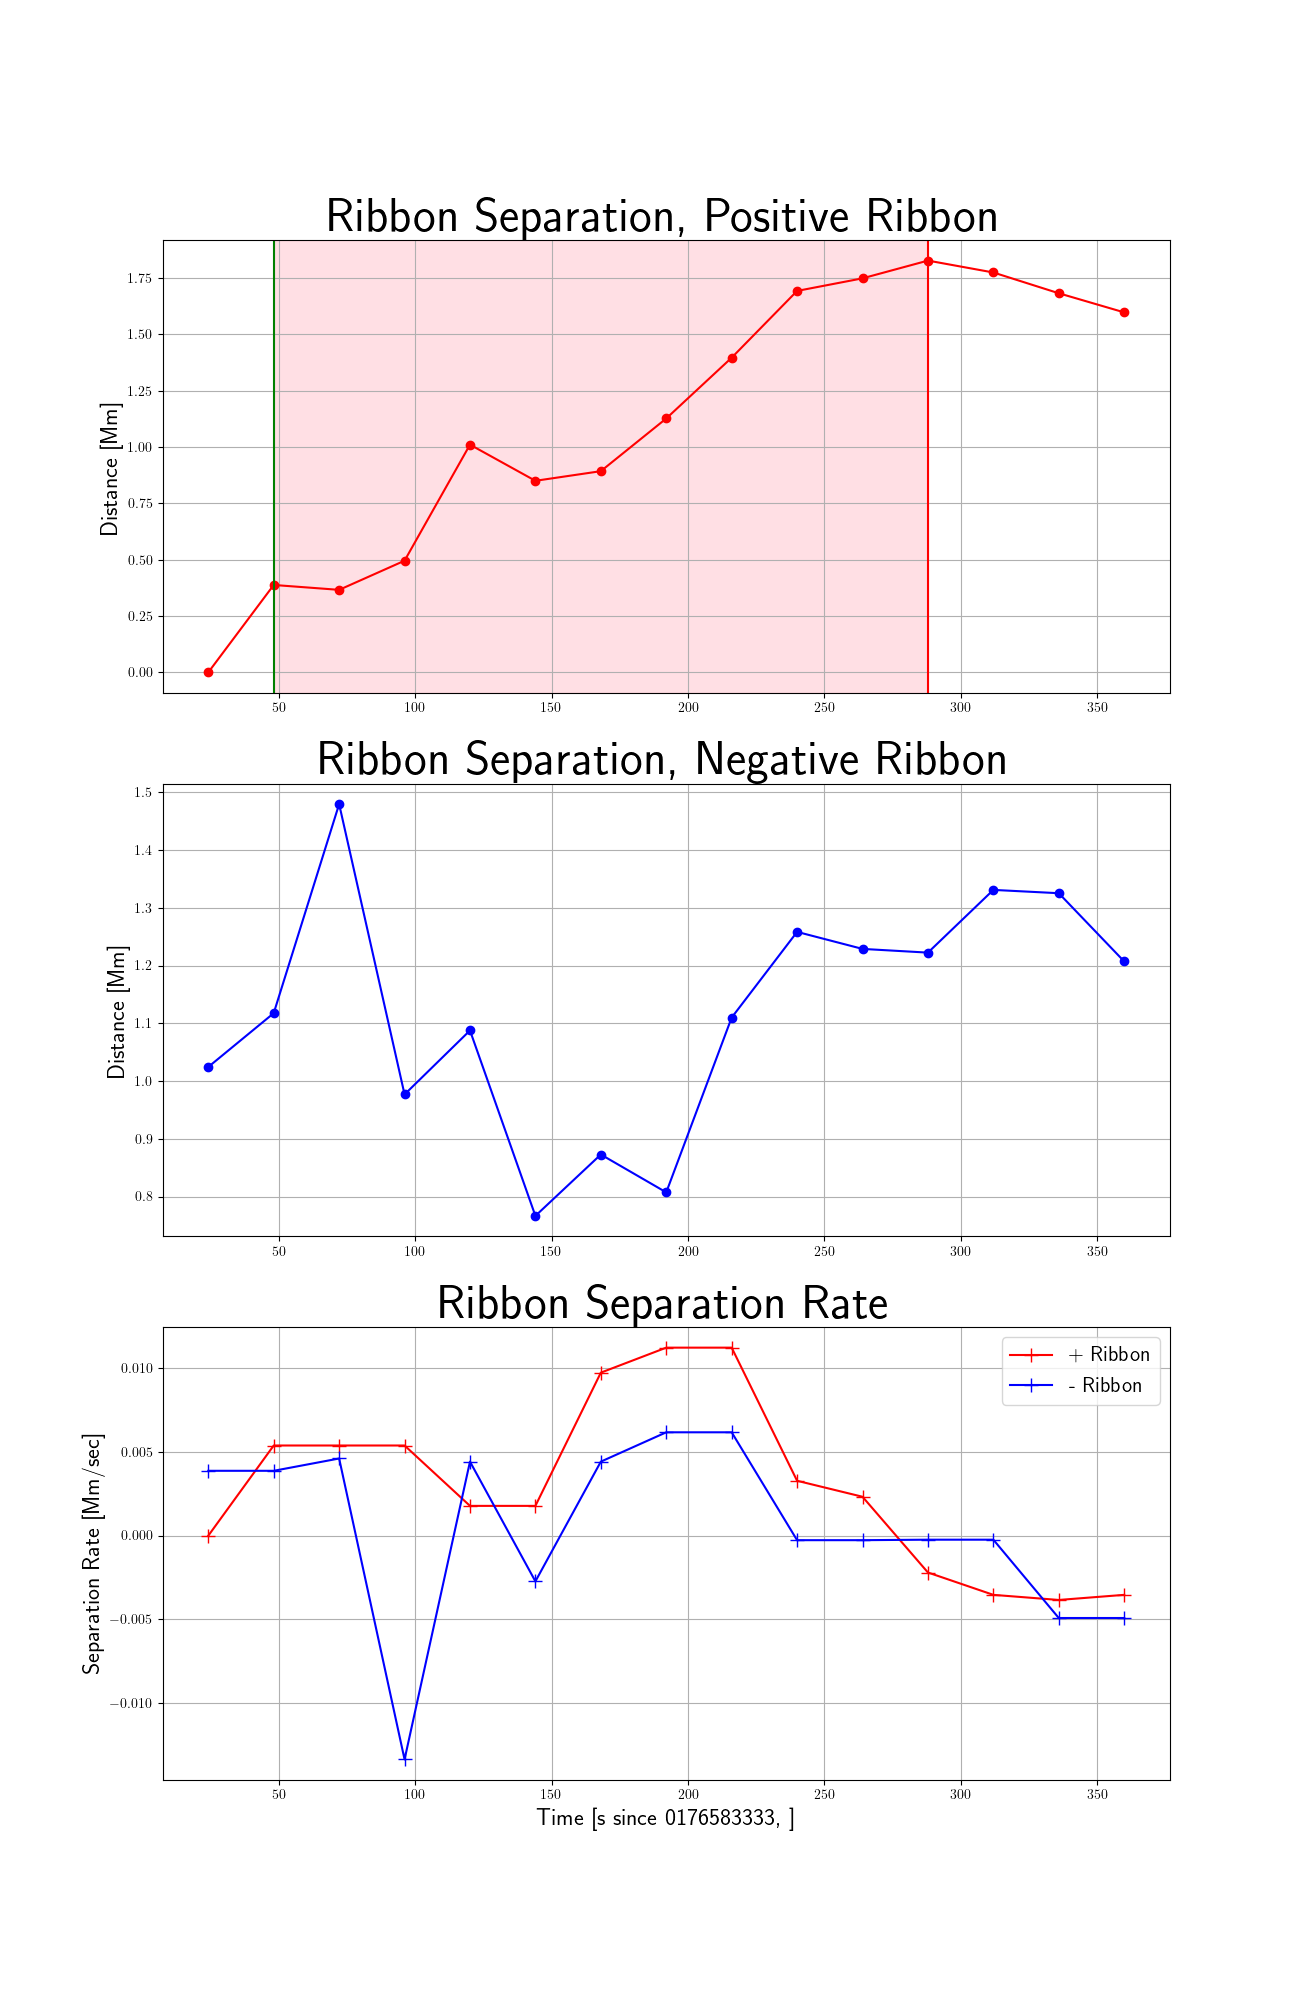 Ribbon Separation, Positive Ribbon
Distance [Mm]
1.75
1.50
1.25
1.00
0.75
0.50
0.25
0.00
50 100 150 200 250 300 350
Ribbon Separation, Negative Ribbon
Distance [Mm]
1.5
1.4
1.3
1.2
1.1
1.0
0.9
0.8
50 100 150 200 250 300 350
Ribbon Separation Rate
Separation Rate [Mm/sec]
0.010
0.005
0.000
−0.005
−0.010
+ Ribbon
- Ribbon
50 100 150 200 250 300 350
Time [s since 0176583333, ]